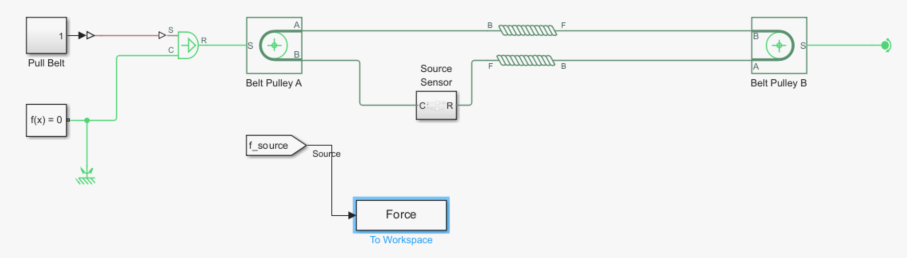 1
S
C
R
Pull Belt
S
A
B
Belt Pulley A
B
F
F
B
B
A
S
Belt Pulley B
Source
Sensor
C
R
f(x) = 0
f_source
Source
Force
To Workspace